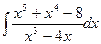 ∫ (x⁵ + x⁴ − 8)/(x³ − 4x) dx